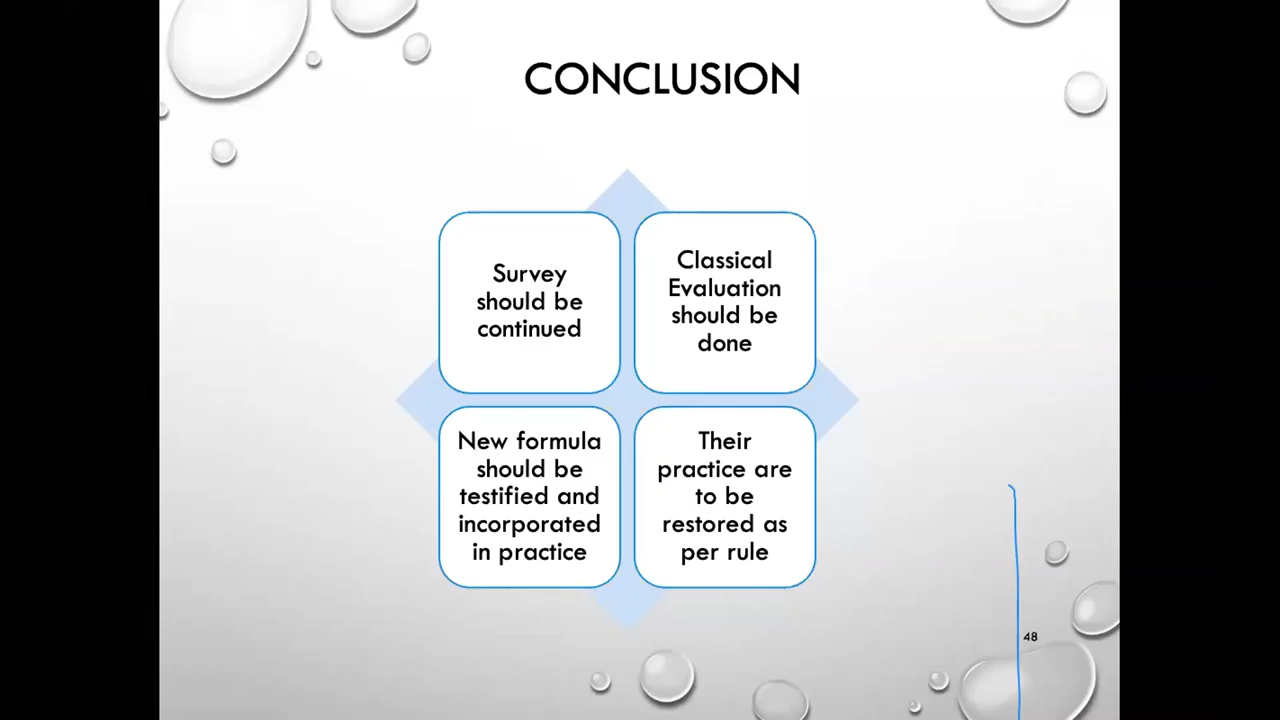 CONCLUSION
Survey
should be
continued
Classical
Evaluation
should be
done
New formula
should be
testified and
incorporated
in practice
Their
practice are
to be
restored as
per rule
48